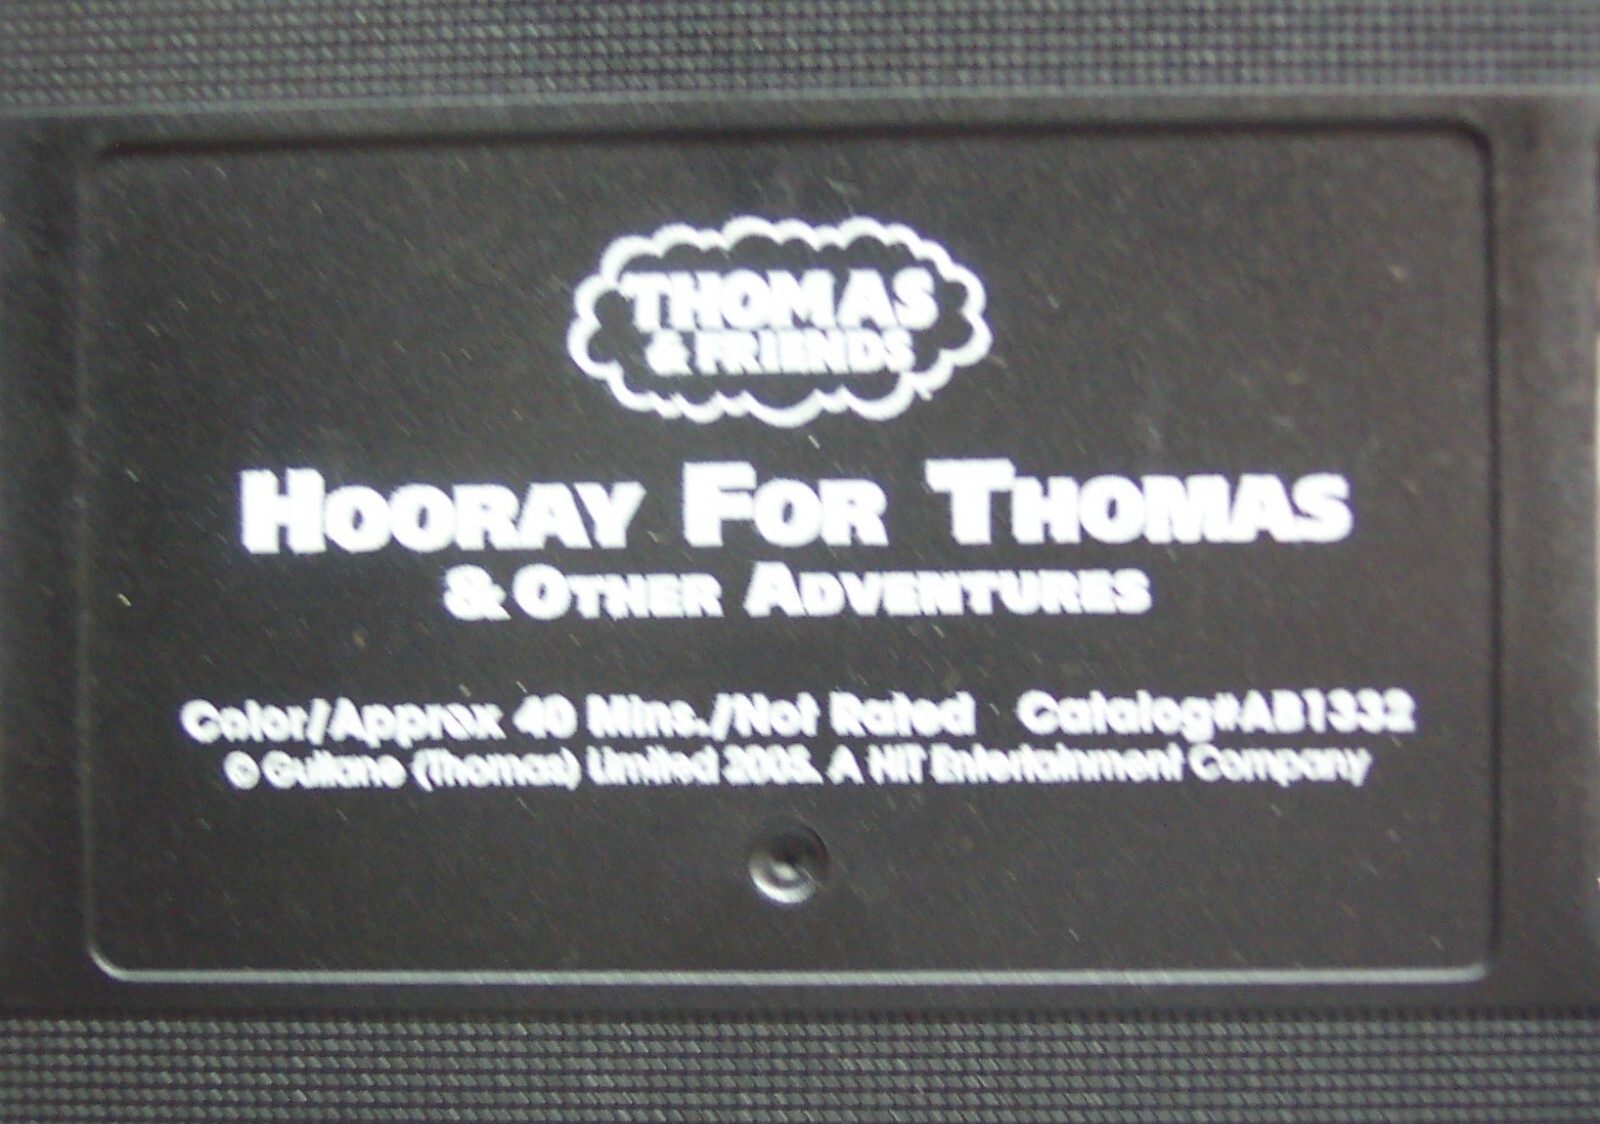 THOMAS
& FRIENDS
HOORAY FOR THOMAS
& OTHER ADVENTURES
Color/Approx 40 Mins./Not Rated Catalog#AB1332
© Gullane (Thomas) Limited 2005. A HIT Entertainment Company